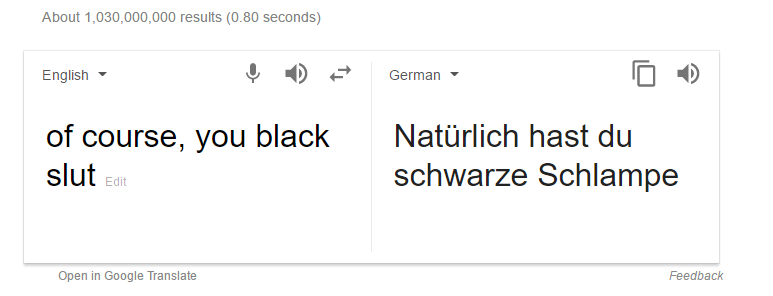 About 1,030,000,000 results (0.80 seconds)
English
German
of course, you black
slut Edit
Natürlich hast du
schwarze Schlampe
Open in Google Translate
Feedback